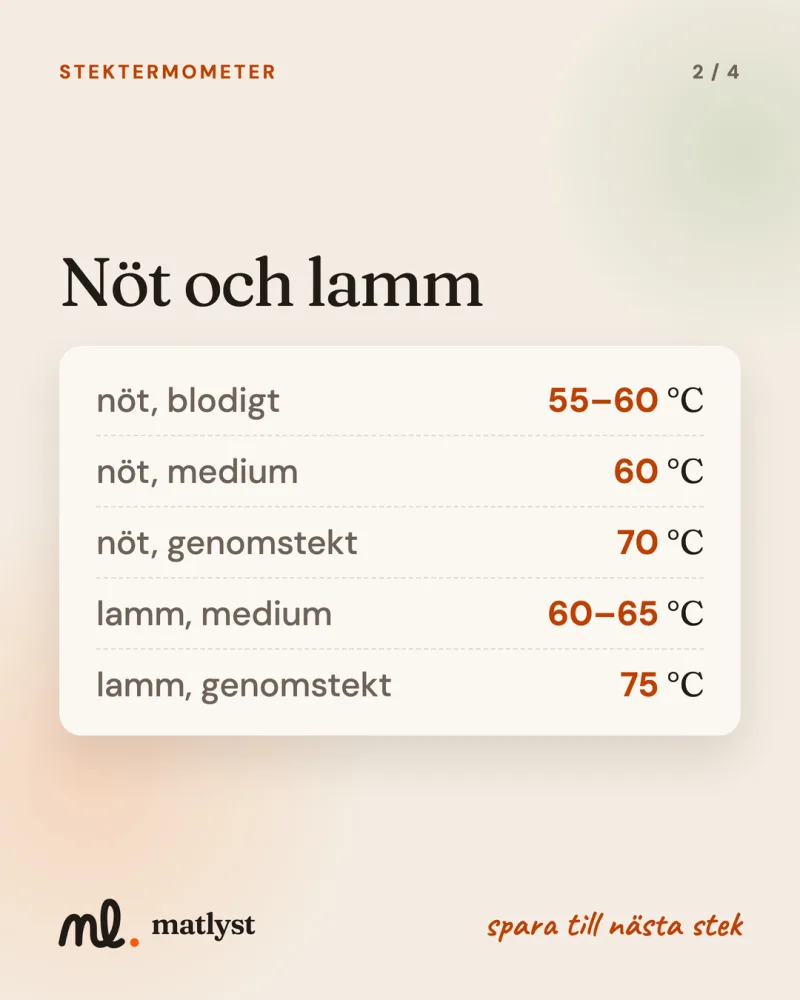 STEKTERMOMETER
2 / 4
Nöt och lamm
nöt, blodigt 55–60 °C
nöt, medium 60 °C
nöt, genomstekt 70 °C
lamm, medium 60–65 °C
lamm, genomstekt 75 °C
ml. matlyst
spara till nästa stek